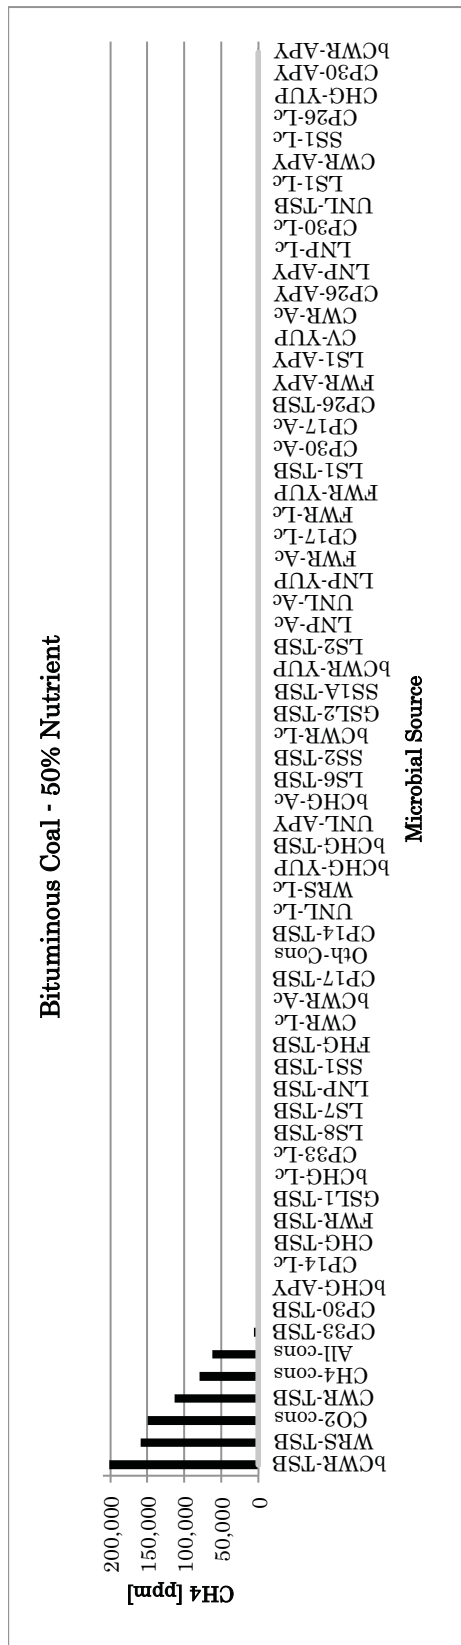 Bituminous Coal - 50% Nutrient
CH4 [ppm]
200,000
150,000
100,000
50,000
0
bCWR-TSB
WRS-TSB
CO2-cons
CWR-TSB
CH4-cons
All-cons
CP33-TSB
CP30-TSB
bCHG-APY
CP14-Lc
CHG-TSB
FWR-TSB
GSL1-TSB
bCHG-Lc
CP33-Lc
LS8-TSB
LS7-TSB
LNP-TSB
SS1-TSB
FHG-TSB
CWR-Lc
bCWR-Ac
CP17-TSB
Oth-Cons
CP14-TSB
UNL-Lc
WRS-Lc
bCHG-YUP
bCHG-TSB
UNL-APY
bCHG-Ac
LS6-TSB
SS2-TSB
bCWR-Lc
GSL2-TSB
SS1A-TSB
bCWR-YUP
LS2-TSB
LNP-Ac
UNL-Ac
LNP-YUP
FWR-Ac
CP17-Lc
FWR-Lc
FWR-YUP
LS1-TSB
CP30-Ac
CP17-Ac
CP26-TSB
FWR-APY
LS1-APY
CV-YUP
CWR-Ac
CP26-APY
LNP-APY
LNP-Lc
CP30-Lc
UNL-TSB
LS1-Lc
CWR-APY
SS1-Lc
CP26-Lc
CHG-YUP
CP30-APY
bCWR-APY
Microbial Source